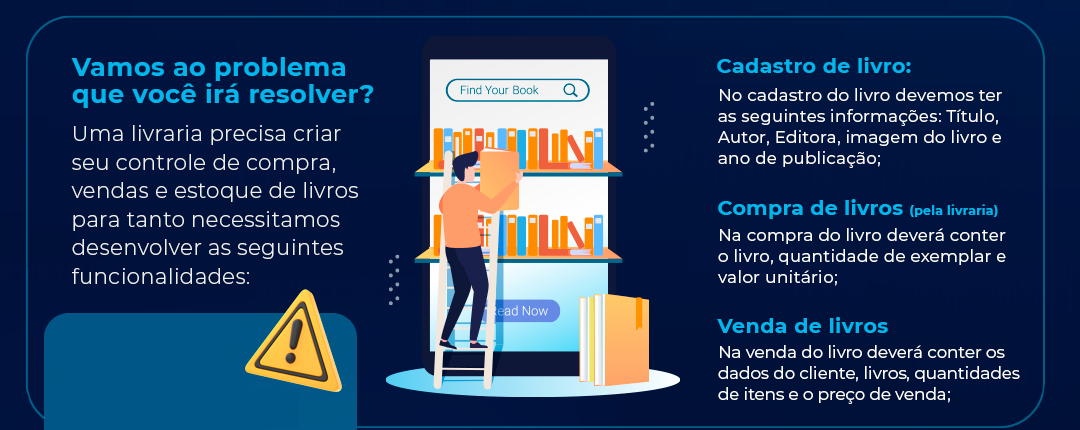 Vamos ao problema
que você irá resolver?
Uma livraria precisa criar
seu controle de compra,
vendas e estoque de livros
para tanto necessitamos
desenvolver as seguintes
funcionalidades:
Find Your Book
Read Now
Cadastro de livro:
No cadastro do livro devemos ter
as seguintes informações: Título,
Autor, Editora, imagem do livro e
ano de publicação;
Compra de livros (pela livraria)
Na compra do livro deverá conter
o livro, quantidade de exemplar e
valor unitário;
Venda de livros
Na venda do livro deverá conter os
dados do cliente, livros, quantidades
de itens e o preço de venda;